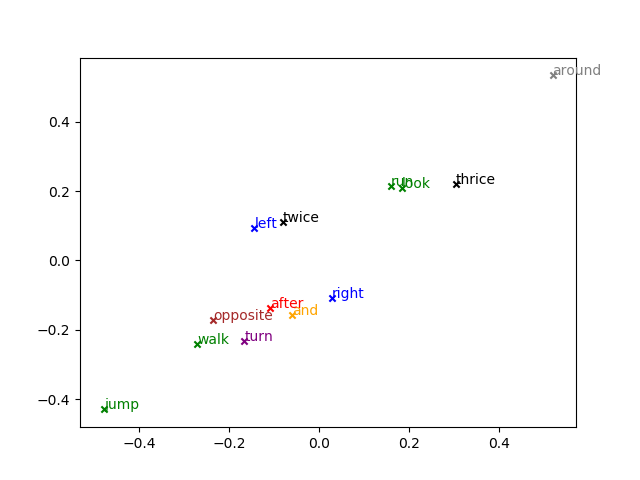 around
0.4
run
look
thrice
0.2
left
twice
0.0
right
after
and
opposite
−0.2
walk
turn
−0.4
jump
−0.4
−0.2
0.0
0.2
0.4